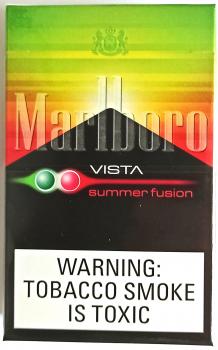 Marlboro
VISTA
summer fusion
WARNING:
TOBACCO SMOKE
IS TOXIC